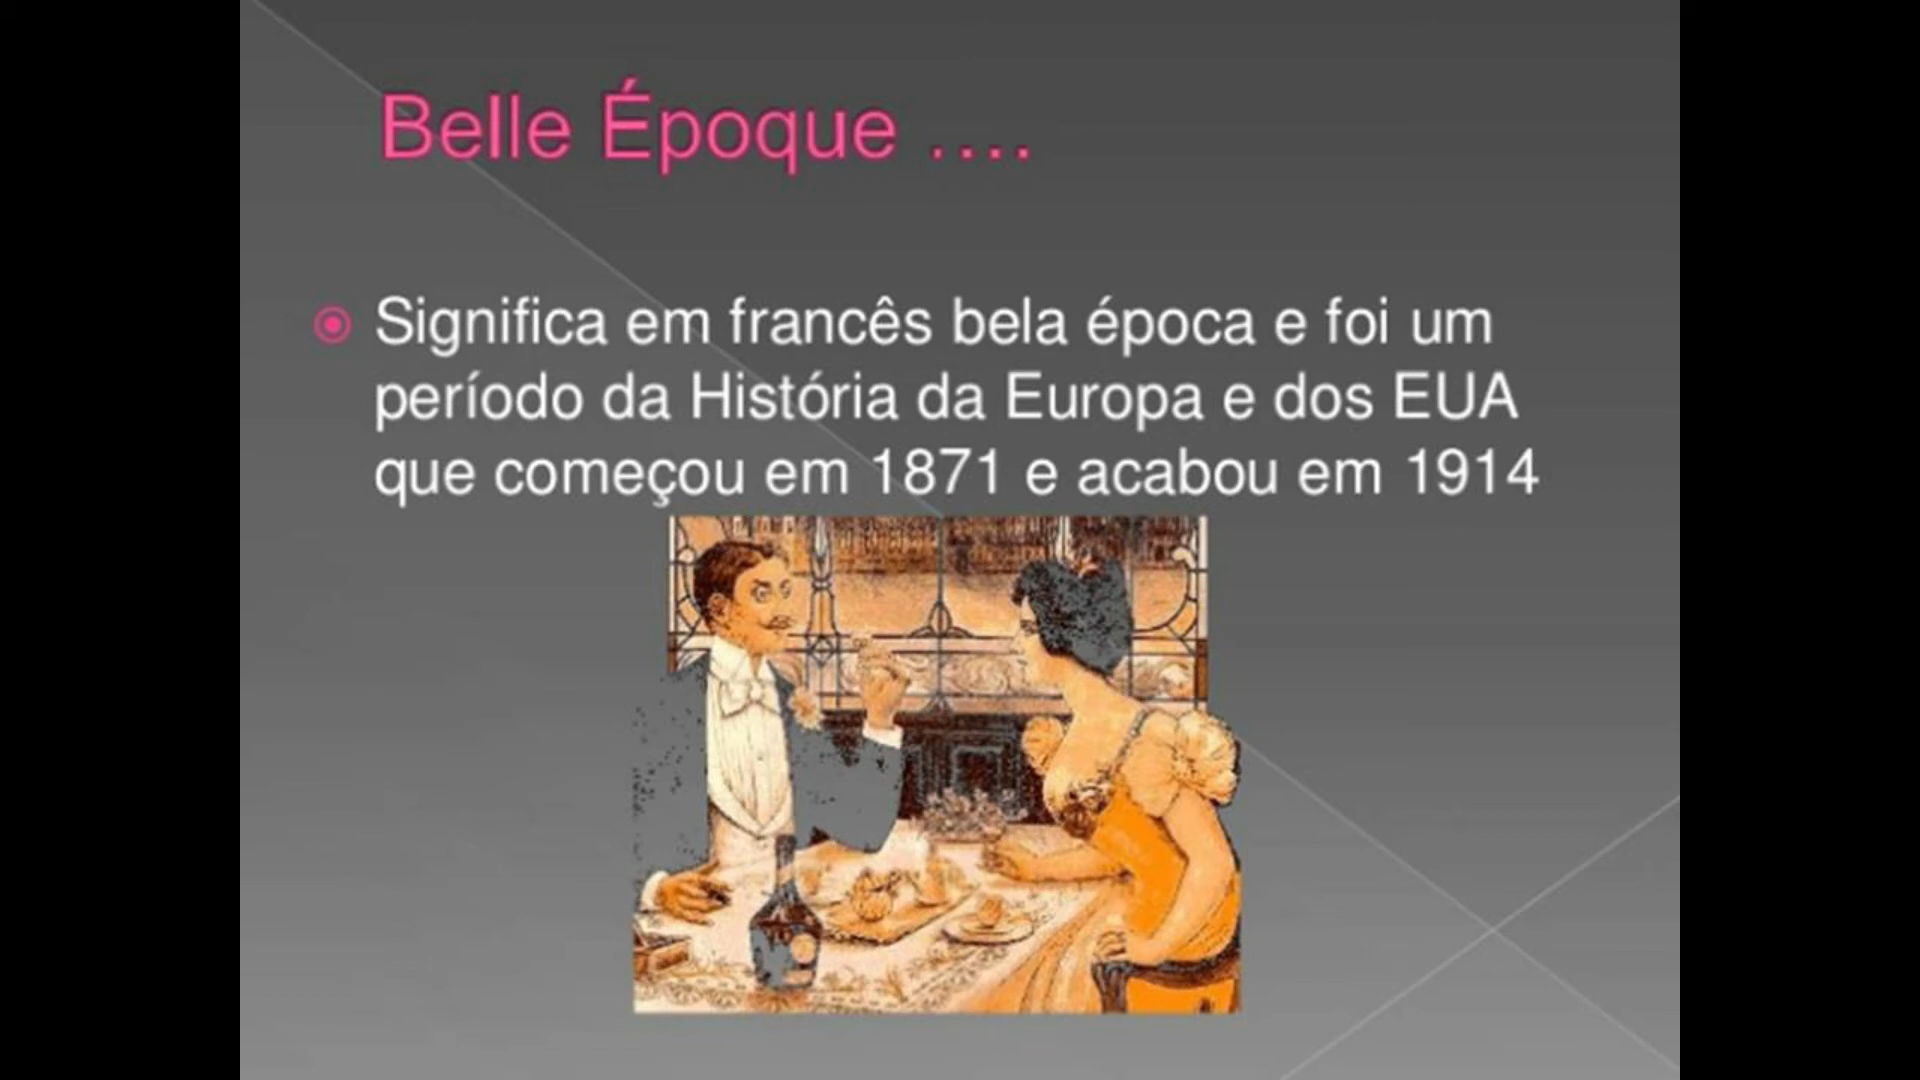 Belle Époque ....
Significa em francês bela época e foi um
período da História da Europa e dos EUA
que começou em 1871 e acabou em 1914